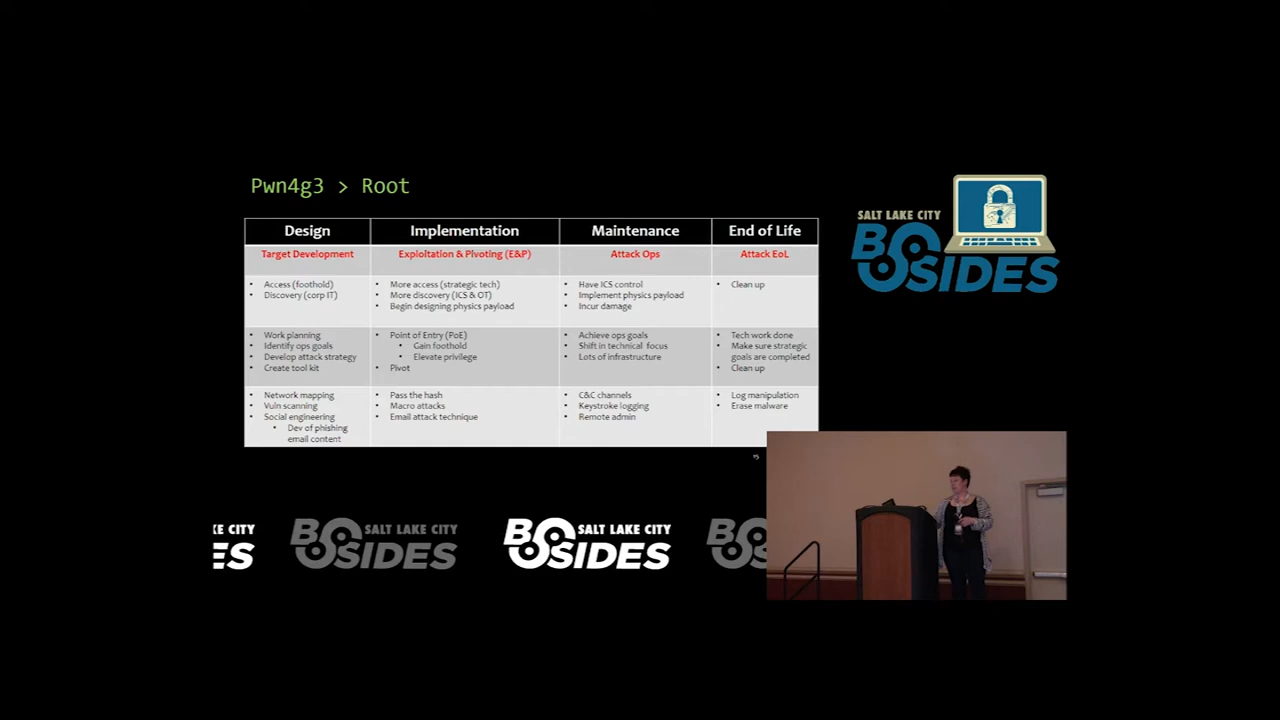 Pwn4g3 > Root
Design
Implementation
Maintenance
End of Life
Target Development
Exploitation & Pivoting (E&P)
Attack Ops
Attack EoL
• Access (foothold)
• Discovery (corp IT)
• More access (strategic tech)
• More discovery (ICS & OT)
• Begin designing physics payload
• Have ICS control
• Implement physics payload
• Incur damage
• Clean up
• Work planning
• Identify ops goals
• Develop attack strategy
• Create tool kit
• Point of Entry (PoE)
• Gain foothold
• Elevate privilege
• Pivot
• Achieve ops goals
• Shift in technical focus
• Lots of infrastructure
• Tech work done
• Make sure strategic
goals are completed
• Clean up
• Network mapping
• Vuln scanning
• Social engineering
• Dev of phishing
email content
• Pass the hash
• Macro attacks
• Email attack technique
• C&C channels
• Keystroke logging
• Remote admin
• Log manipulation
• Erase malware
15
SALT LAKE CITY
BSIDES
KE CITY
ES
SALT LAKE CITY
BSIDES
SALT LAKE CITY
BSIDES
BS